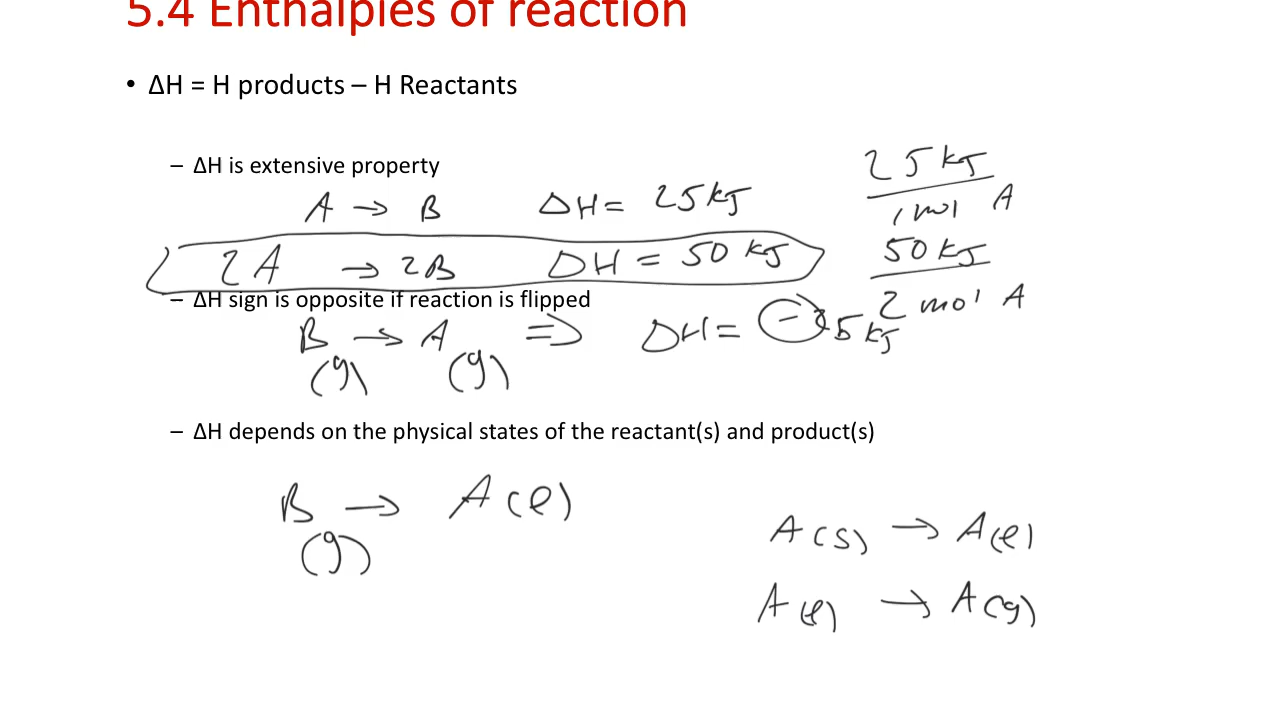 5.4 Enthalpies of reaction
• ΔH = H products – H Reactants
– ΔH is extensive property
A → B ΔH = 25 kJ
25 kJ
1 mol A
2A → 2B ΔH = 50 kJ
50 kJ
2 mol A
– ΔH sign is opposite if reaction is flipped
B (g) → A (g) ⇒ ΔH = -25 kJ
– ΔH depends on the physical states of the reactant(s) and product(s)
B (g) → A (l)
A (s) → A (l)
A (l) → A (g)